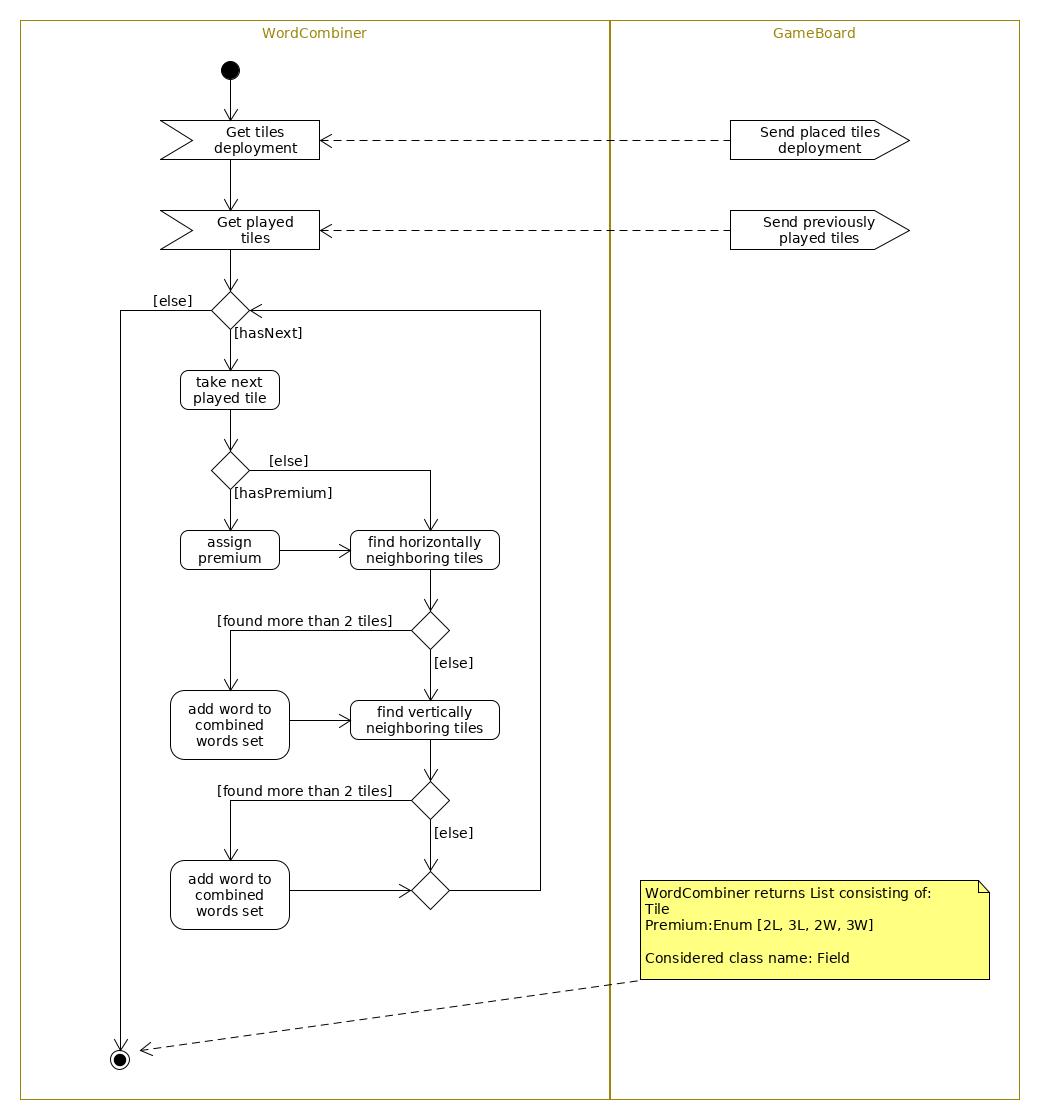 WordCombiner
GameBoard
Get tiles
deployment
Send placed tiles
deployment
Get played
tiles
Send previously
played tiles
[else]
[hasNext]
take next
played tile
[else]
[hasPremium]
assign
premium
find horizontally
neighboring tiles
[found more than 2 tiles]
[else]
add word to
combined
words set
find vertically
neighboring tiles
[found more than 2 tiles]
[else]
add word to
combined
words set
WordCombiner returns List consisting of:
Tile
Premium:Enum [2L, 3L, 2W, 3W]
Considered class name: Field